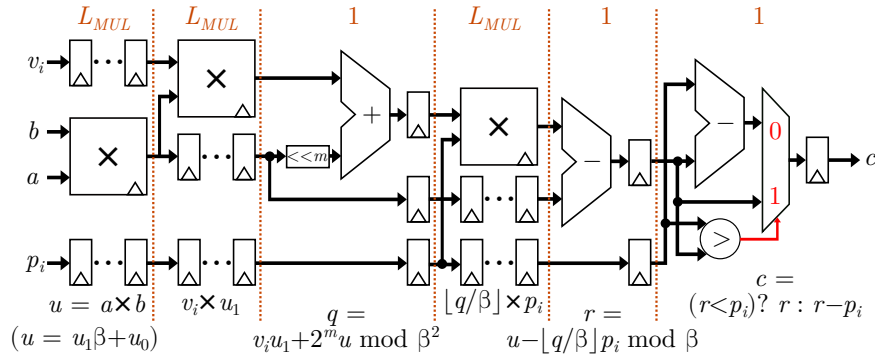 L_MUL L_MUL 1 L_MUL 1 1
v_i
b
a
p_i
×
×
<<m
+
×
−
−
0
1
>
c
u = a×b
(u = u_1β+u_0)
v_i×u_1
q =
v_iu_1+2^m u mod β^2
⌊q/β⌋×p_i
r =
u−⌊q/β⌋p_i mod β
c =
(r<p_i)? r : r−p_i